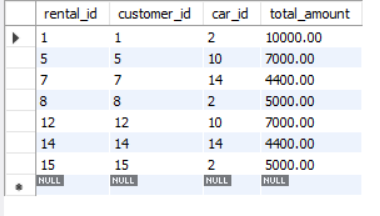 rental_id customer_id car_id total_amount
1 1 2 10000.00
5 5 10 7000.00
7 7 14 4400.00
8 8 2 5000.00
12 12 10 7000.00
14 14 14 4400.00
15 15 2 5000.00
NULL NULL NULL NULL